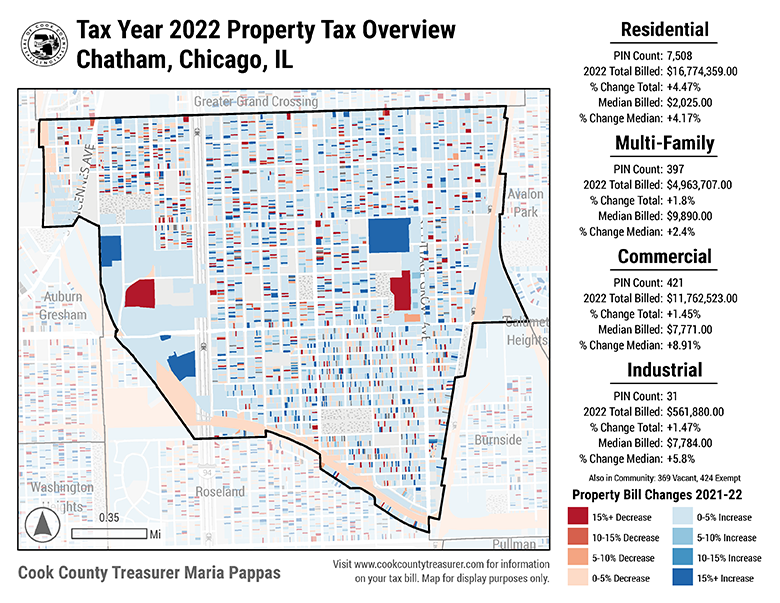 Tax Year 2022 Property Tax Overview
Chatham, Chicago, IL
Greater-Grand Crossing
Avalon
Park
Auburn
Gresham
Heights
Burnside
Washington
Roseland
94
Pullman
0.35
Mi
Cook County Treasurer Maria Pappas
Visit www.cookcountytreasurer.com for information
on your tax bill. Map for display purposes only.
Residential
PIN Count: 7,508
2022 Total Billed: $16,774,359.00
% Change Total: +4.47%
Median Billed: $2,025.00
% Change Median: +4.17%
Multi-Family
PIN Count: 397
2022 Total Billed: $4,963,707.00
% Change Total: +1.8%
Median Billed: $9,890.00
% Change Median: +2.4%
Commercial
PIN Count: 421
2022 Total Billed: $11,762,523.00
% Change Total: +1.45%
Median Billed: $7,771.00
% Change Median: +8.91%
Industrial
PIN Count: 31
2022 Total Billed: $561,880.00
% Change Total: +1.47%
Median Billed: $7,784.00
% Change Median: +5.8%
Also in Community: 369 Vacant, 424 Exempt
Property Bill Changes 2021-22
15%+ Decrease
0-5% Increase
10-15% Decrease
5-10% Increase
5-10% Decrease
10-15% Increase
0-5% Decrease
15%+ Increase